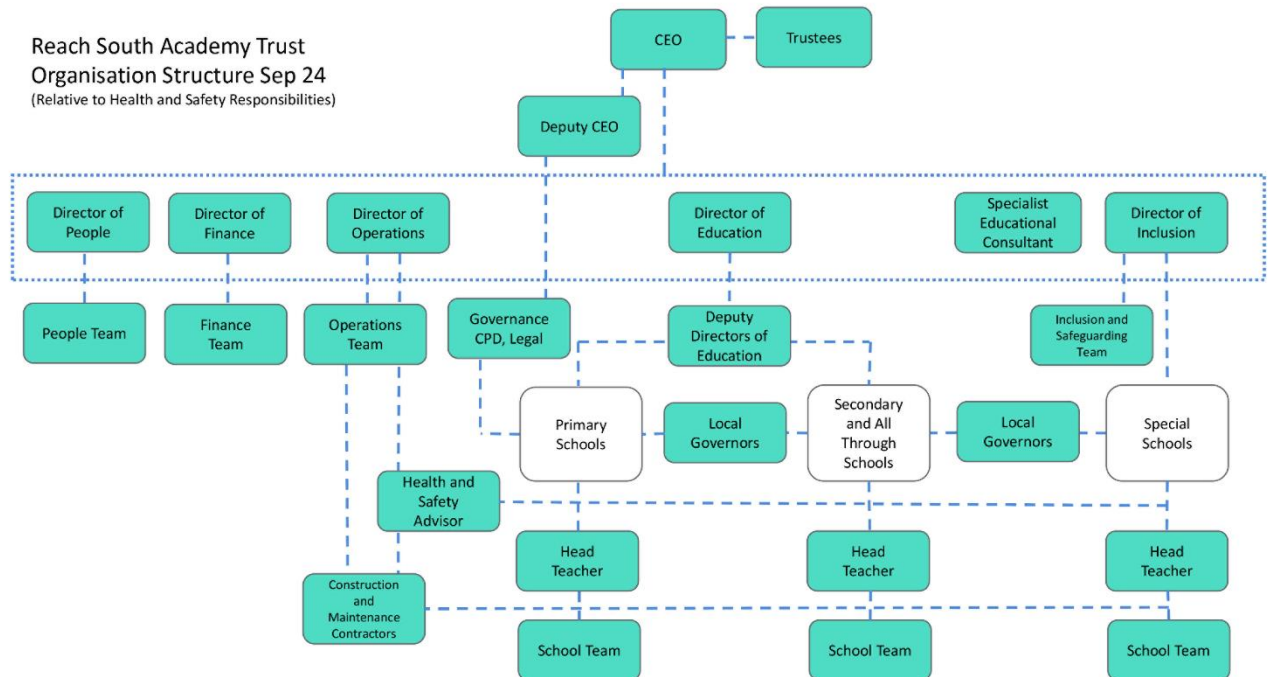 Reach South Academy Trust
Organisation Structure Sep 24
(Relative to Health and Safety Responsibilities)
CEO
Trustees
Deputy CEO
Director of
People
Director of
Finance
Director of
Operations
Director of
Education
Specialist
Educational
Consultant
Director of
Inclusion
People Team
Finance
Team
Operations
Team
Governance
CPD, Legal
Deputy
Directors of
Education
Inclusion and
Safeguarding
Team
Primary
Schools
Local
Governors
Secondary
and All
Through
Schools
Local
Governors
Special
Schools
Health and
Safety
Advisor
Head
Teacher
Head
Teacher
Head
Teacher
Construction
and
Maintenance
Contractors
School Team
School Team
School Team